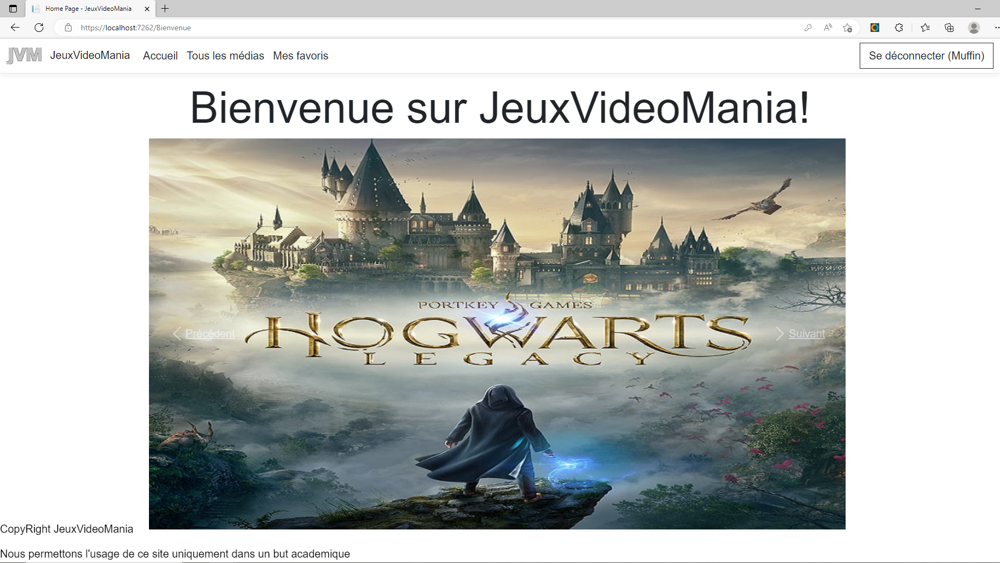 Home Page - JeuxVideoMania
https://localhost:7262/Bienvenue
JVM JeuxVideoMania Accueil Tous les médias Mes favoris Se déconnecter (Muffin)
Bienvenue sur JeuxVideoMania!
PORTKEY GAMES
HOGWARTS
LEGACY
Précédent
Suivant
CopyRight JeuxVideoMania
Nous permettons l'usage de ce site uniquement dans un but academique